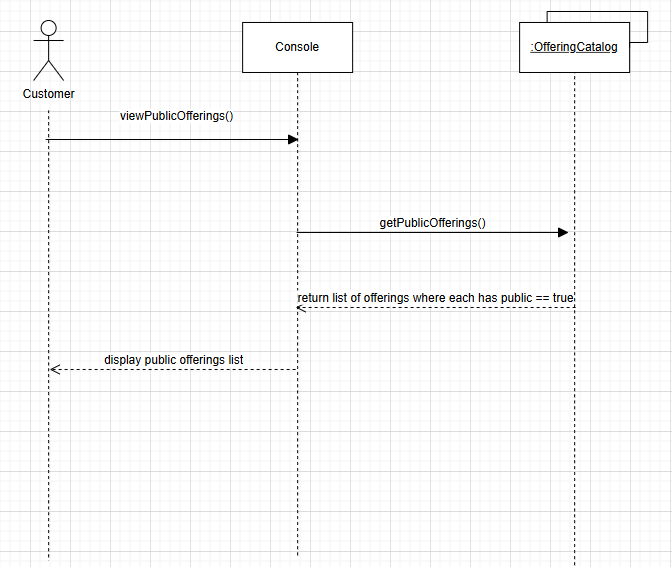 Console
:OfferingCatalog
Customer
viewPublicOfferings()
getPublicOfferings()
return list of offerings where each has public == true
display public offerings list